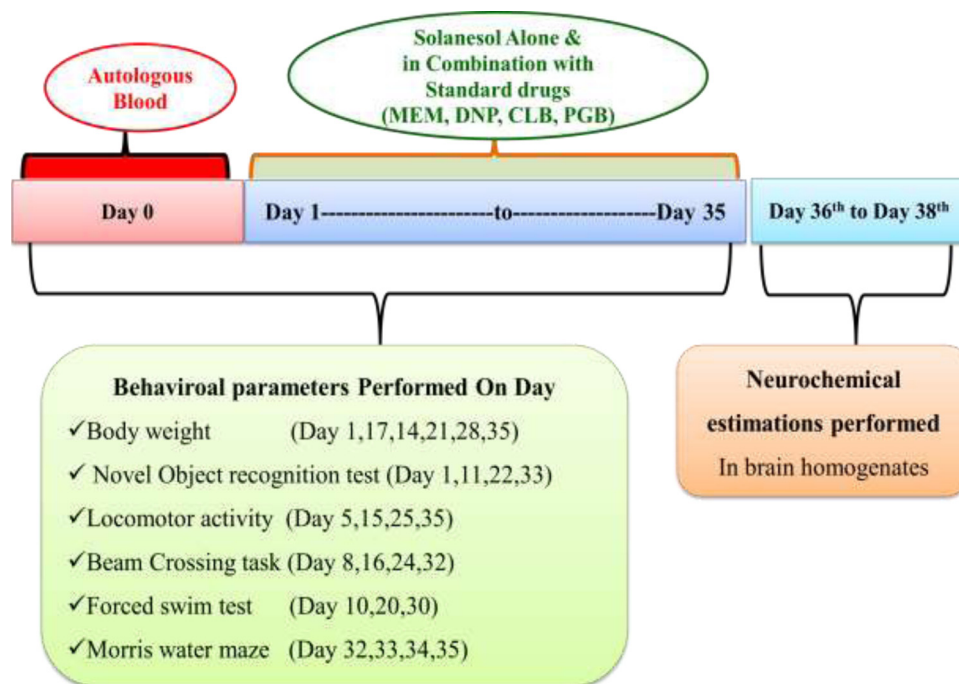 Autologous
Blood
Solanesol Alone &
in Combination with
Standard drugs
(MEM, DNP, CLB, PGB)
Day 0
Day 1-----------------------to--------------------Day 35
Day 36th to Day 38th
Behaviroal parameters Performed On Day
✓Body weight (Day 1,17,14,21,28,35)
✓ Novel Object recognition test (Day 1,11,22,33)
✓Locomotor activity (Day 5,15,25,35)
✓Beam Crossing task (Day 8,16,24,32)
✓Forced swim test (Day 10,20,30)
✓Morris water maze (Day 32,33,34,35)
Neurochemical
estimations performed
In brain homogenates